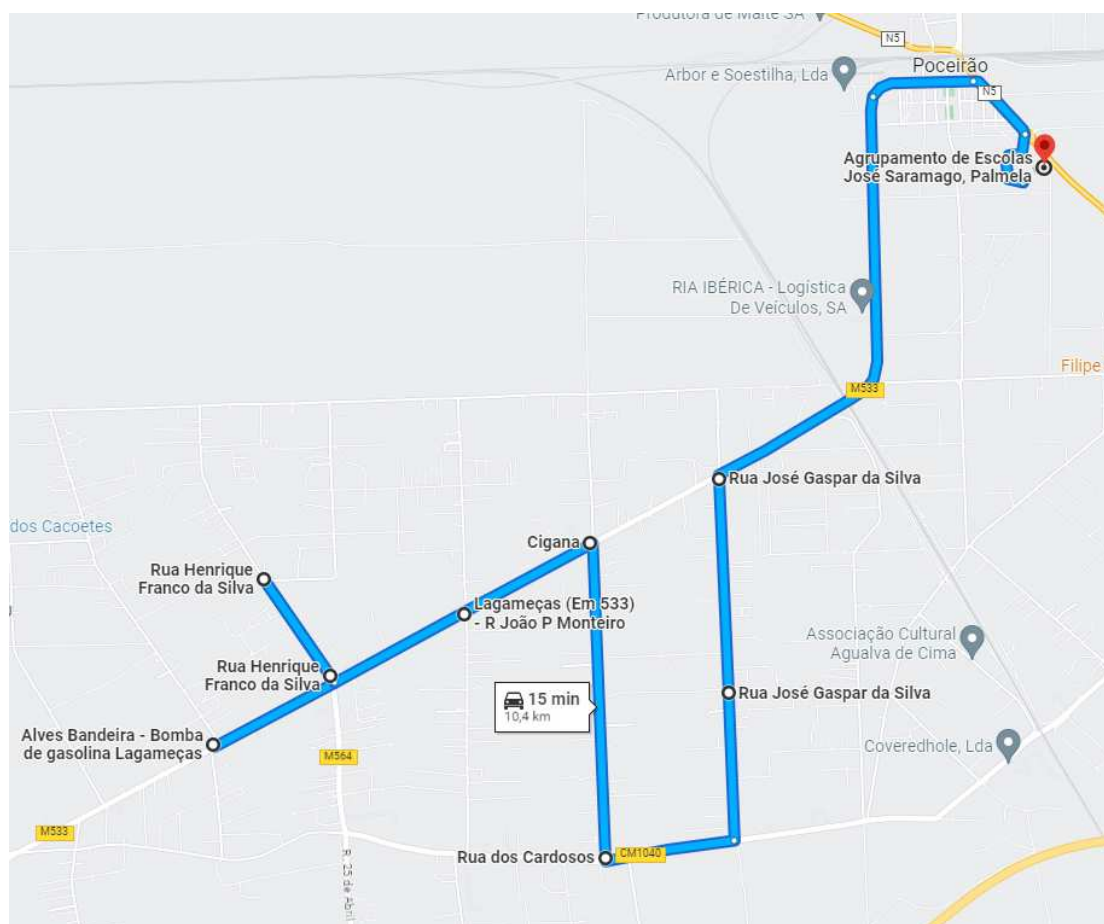 Produtora de Malte SA
N5
Arbor e Soestilha, Lda
Poceirão
N5
Agrupamento de Escolas
José Saramago, Palmela
RIA IBÉRICA - Logística
De Veículos, SA
Filipe
M533
Rua José Gaspar da Silva
dos Cacoetes
Cigana
Rua Henrique
Franco da Silva
Lagameças (Em 533)
- R João P Monteiro
Associação Cultural
Agualva de Cima
Rua Henrique
Franco da Silva
15 min
10,4 km
Rua José Gaspar da Silva
Alves Bandeira - Bomba
de gasolina Lagameças
M564
Coveredhole, Lda
M533
R. 25 de Abril
Rua dos Cardosos
CM1040